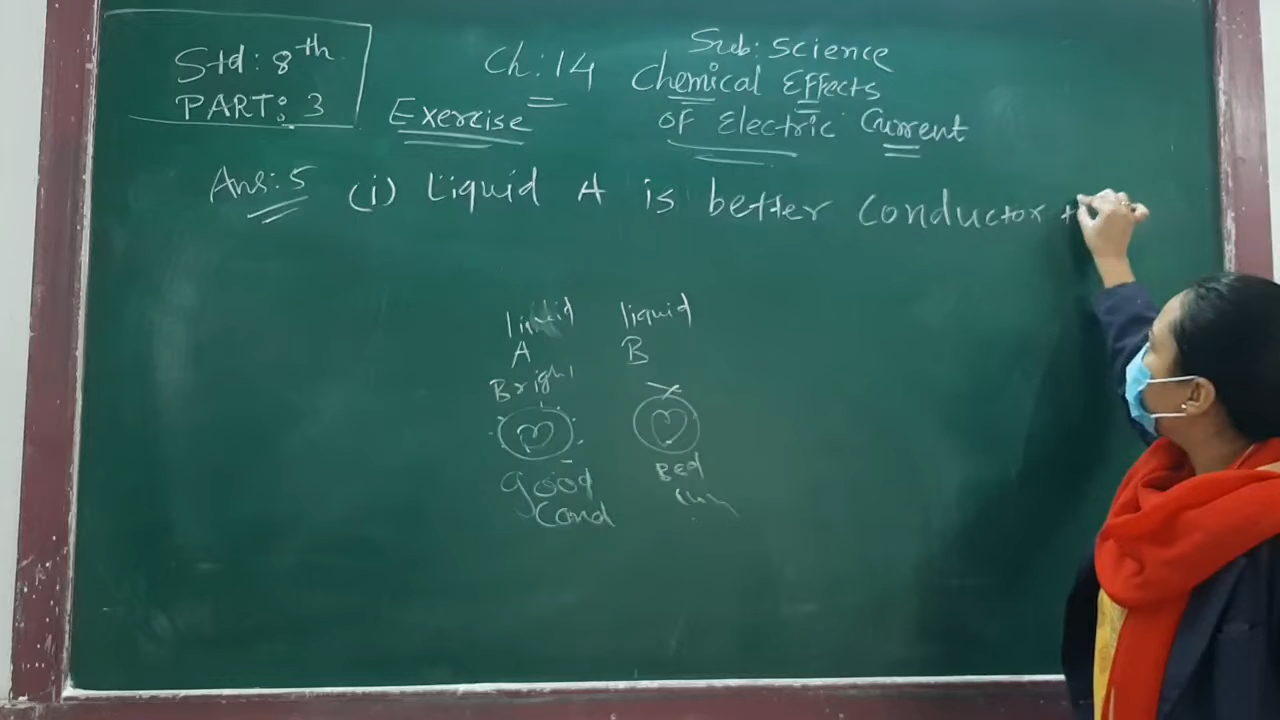 Std: 8th
PART: 3
Ch: 14
Sub: Science
Chemical Effects
of Electric Current
Exercise
Ans: 5 (i) Liquid A is better conductor
liquid
A
Bright
good
Cond
liquid
B
Bed